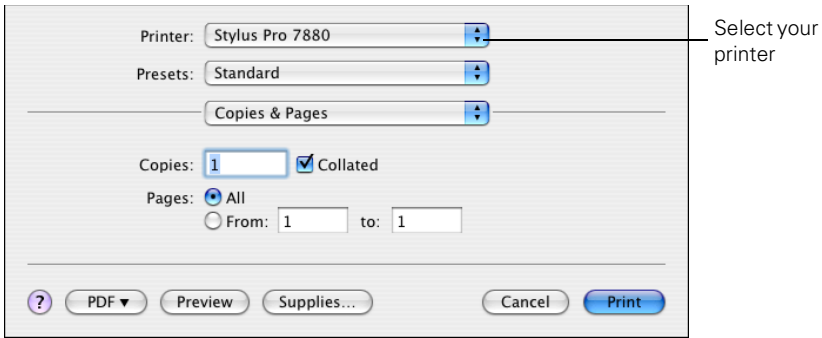 Printer: Stylus Pro 7880
Select your
printer
Presets: Standard
Copies & Pages
Copies: 1 Collated
Pages: All
From: 1 to: 1
? PDF Preview Supplies... Cancel Print